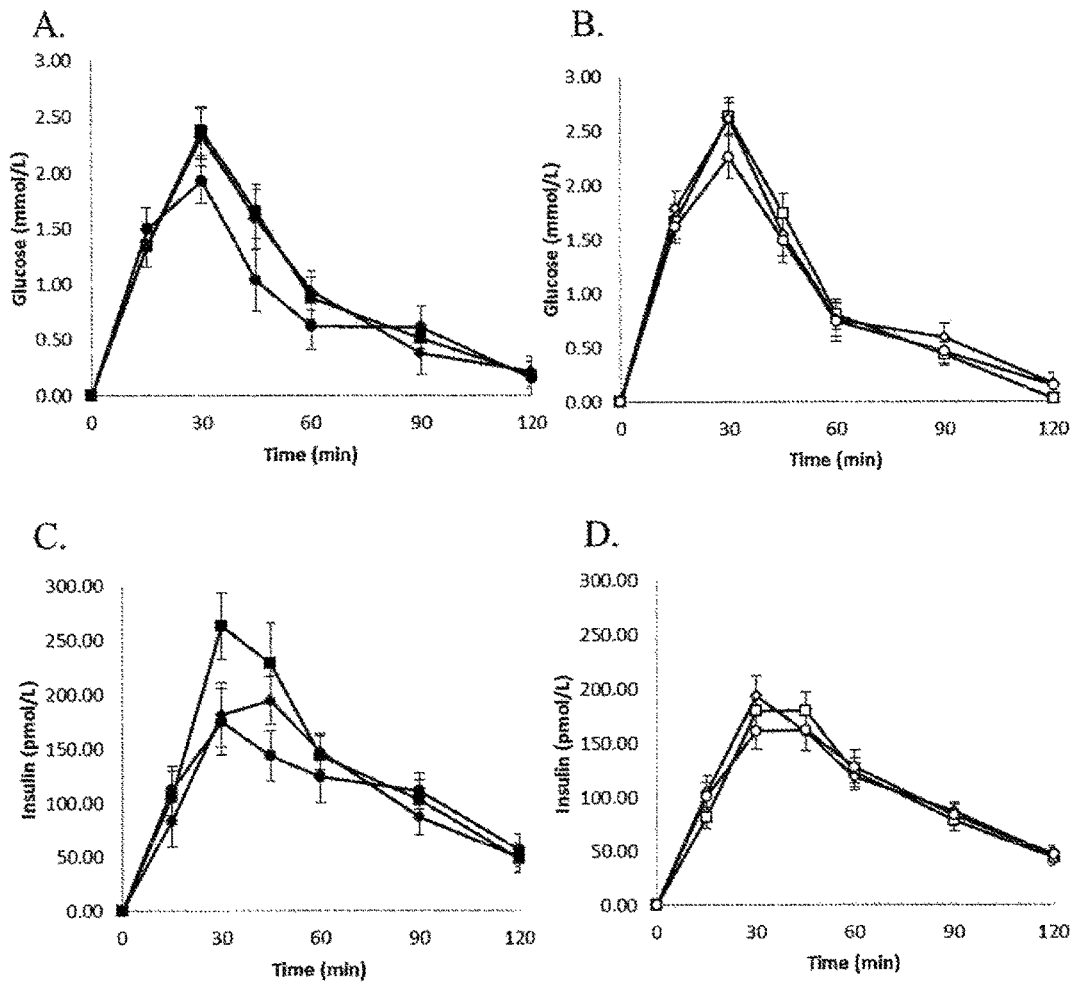 A.
3.00
2.50
2.00
1.50
1.00
0.50
0.00
Glucose (mmol/L)
0 30 60 90 120
Time (min)
B.
3.00
2.50
2.00
1.50
1.00
0.50
0.00
Glucose (mmol/L)
0 30 60 90 120
Time (min)
C.
300.00
250.00
200.00
150.00
100.00
50.00
0.00
Insulin (pmol/L)
0 30 60 90 120
Time (min)
D.
300.00
250.00
200.00
150.00
100.00
50.00
0.00
Insulin (pmol/L)
0 30 60 90 120
Time (min)